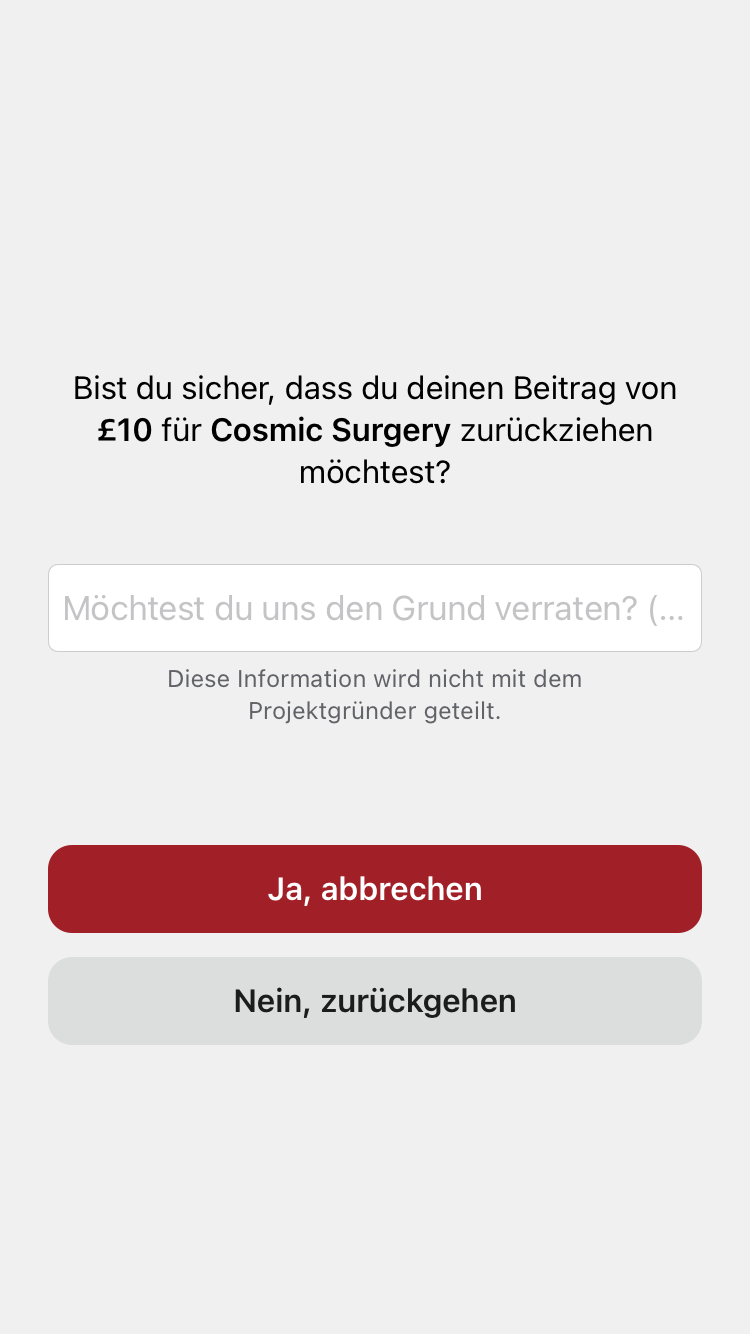 Bist du sicher, dass du deinen Beitrag von
£10 für Cosmic Surgery zurückziehen
möchtest?
Möchtest du uns den Grund verraten? (...
Diese Information wird nicht mit dem
Projektgründer geteilt.
Ja, abbrechen
Nein, zurückgehen